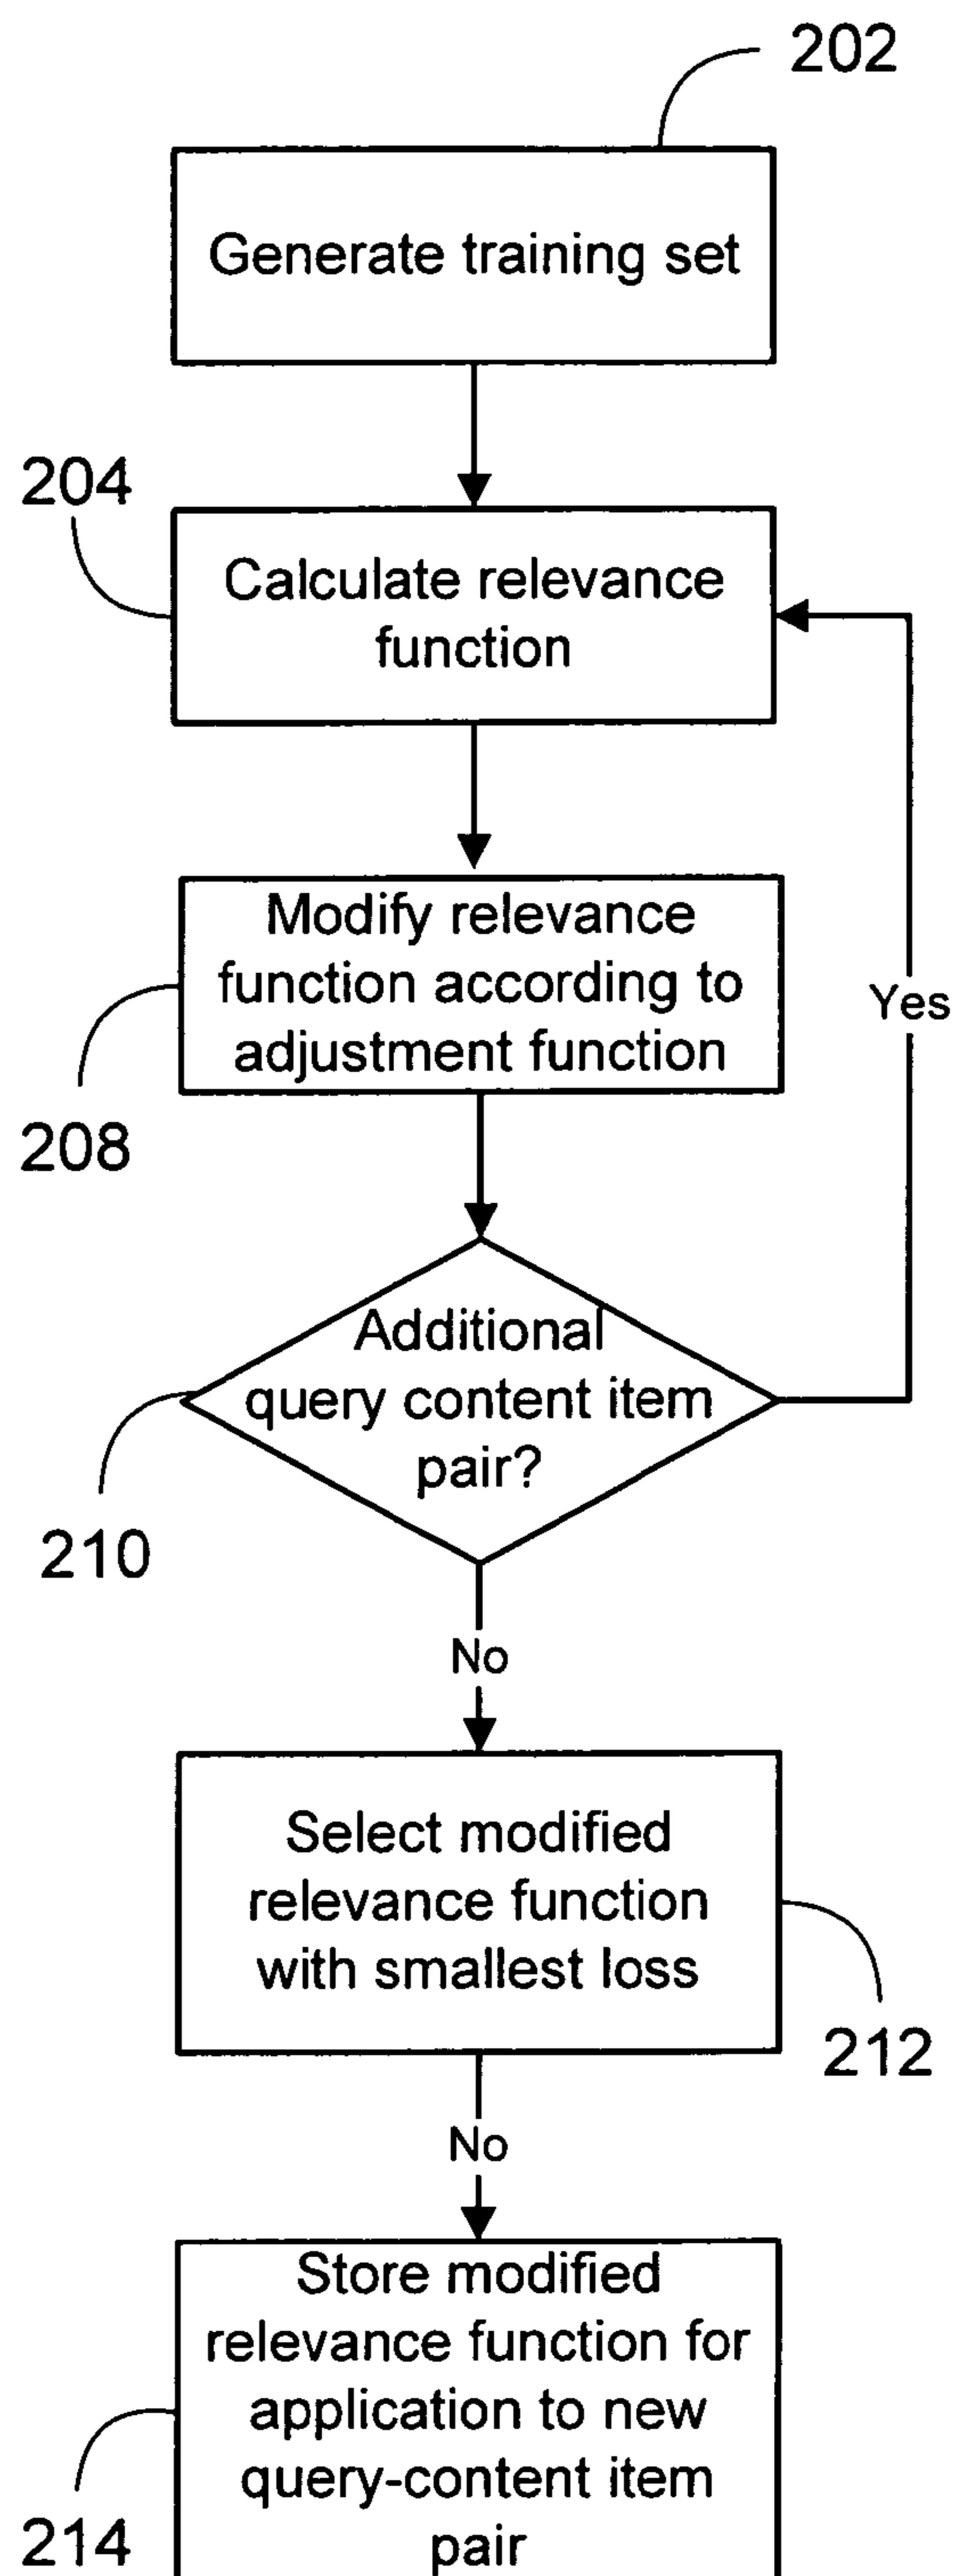 202
Generate training set
204
Calculate relevance
function
Modify relevance
function according to
adjustment function
Yes
208
Additional
query content item
pair?
210
No
Select modified
relevance function
with smallest loss
212
No
Store modified
relevance function for
application to new
query-content item
pair
214